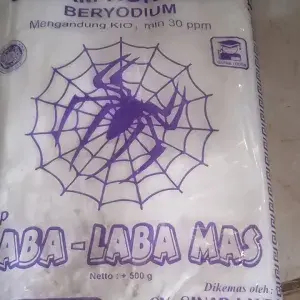 BERYODIUM
Mengandung KIO3 min 30 ppm
LABA - LABA MAS
Netto : ± 500 g
Dikemas oleh :